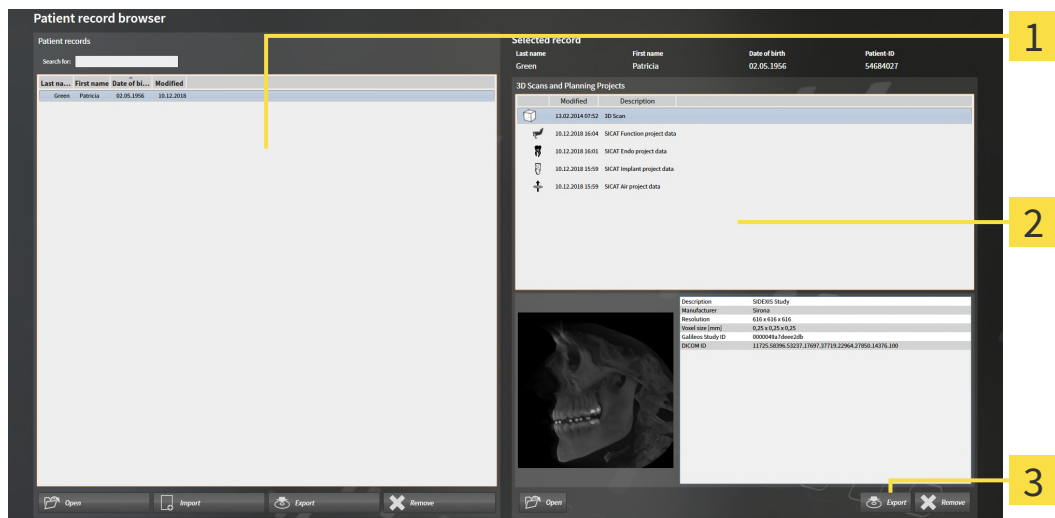 Patient record browser
Patient records
Search for:
Last na... First name Date of bi... Modified
Green Patricia 02.05.1956 10.12.2018
Open Import Export Remove
Selected record
Last name First name Date of birth Patient-ID
Green Patricia 02.05.1956 54684027
3D Scans and Planning Projects
Modified Description
13.02.2014 07:52 3D Scan
10.12.2018 16:04 SICAT Function project data
10.12.2018 16:01 SICAT Endo project data
10.12.2018 15:59 SICAT Implant project data
10.12.2018 15:59 SICAT Air project data
Description SIDEXIS Study
Manufacturer Sirona
Resolution 616 x 616 x 616
Voxel size [mm] 0,25 x 0,25 x 0,25
Galileos Study ID 0000049a7deee2db
DICOM ID 11725.58396.53237.17697.37719.22964.27850.14376.100
Open Export Remove
1
2
3